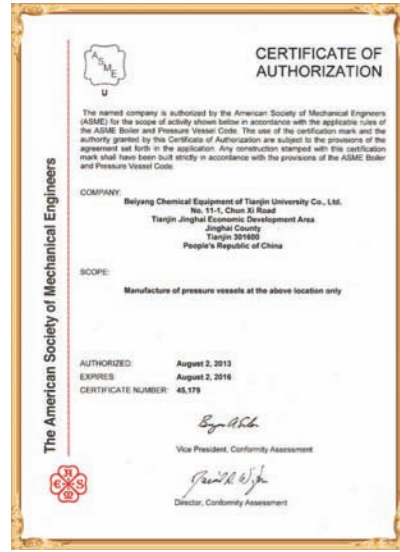 ASME
U
CERTIFICATE OF
AUTHORIZATION
The named company is authorized by the American Society of Mechanical Engineers
(ASME) for the scope of activity shown below in accordance with the applicable rules of
the ASME Boiler and Pressure Vessel Code. The use of the certification mark and the
authority granted by this Certificate of Authorization are subject to the provisions of the
agreement set forth in the application. Any construction stamped with this certification
mark shall have been built strictly in accordance with the provisions of the ASME Boiler
and Pressure Vessel Code.
COMPANY:
Beiyang Chemical Equipment of Tianjin University Co., Ltd.
No. 11-1, Chun Xi Road
Tianjin Jinghai Economic Development Area
Jinghai County
Tianjin 301600
People's Republic of China
SCOPE:
Manufacture of pressure vessels at the above location only
AUTHORIZED: August 2, 2013
EXPIRES: August 2, 2016
CERTIFICATE NUMBER: 45,179
Vice President, Conformity Assessment
Director, Conformity Assessment
The American Society of Mechanical Engineers
ASME